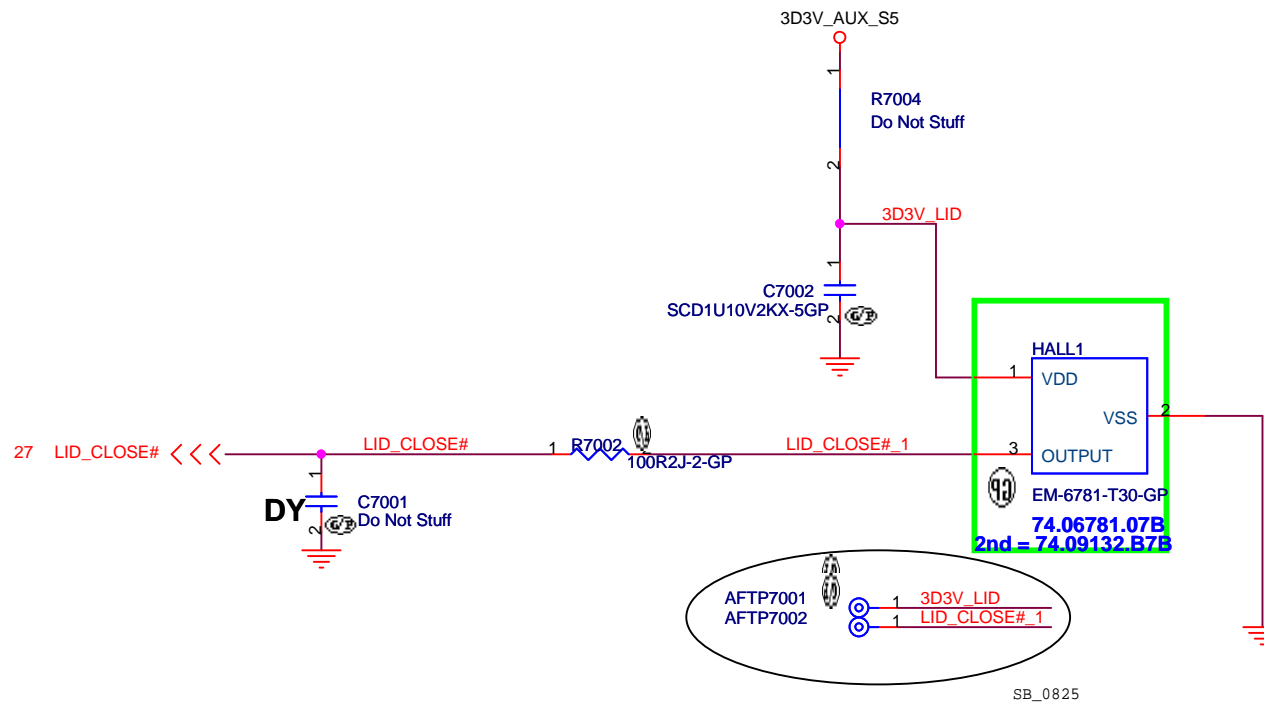 3D3V_AUX_S5
1
R7004
Do Not Stuff
2
3D3V_LID
1
C7002
SCD1U10V2KX-5GP
2
G/P
HALL1
1
VDD
VSS
2
27
LID_CLOSE#
LID_CLOSE#
1
R7002
100R2J-2-GP
LID_CLOSE#_1
3
OUTPUT
1
DY
C7001
Do Not Stuff
2
G/P
GP
EM-6781-T30-GP
74.06781.07B
2nd = 74.09132.B7B
AFTP7001
1
3D3V_LID
AFTP7002
1
LID_CLOSE#_1
SB_0825